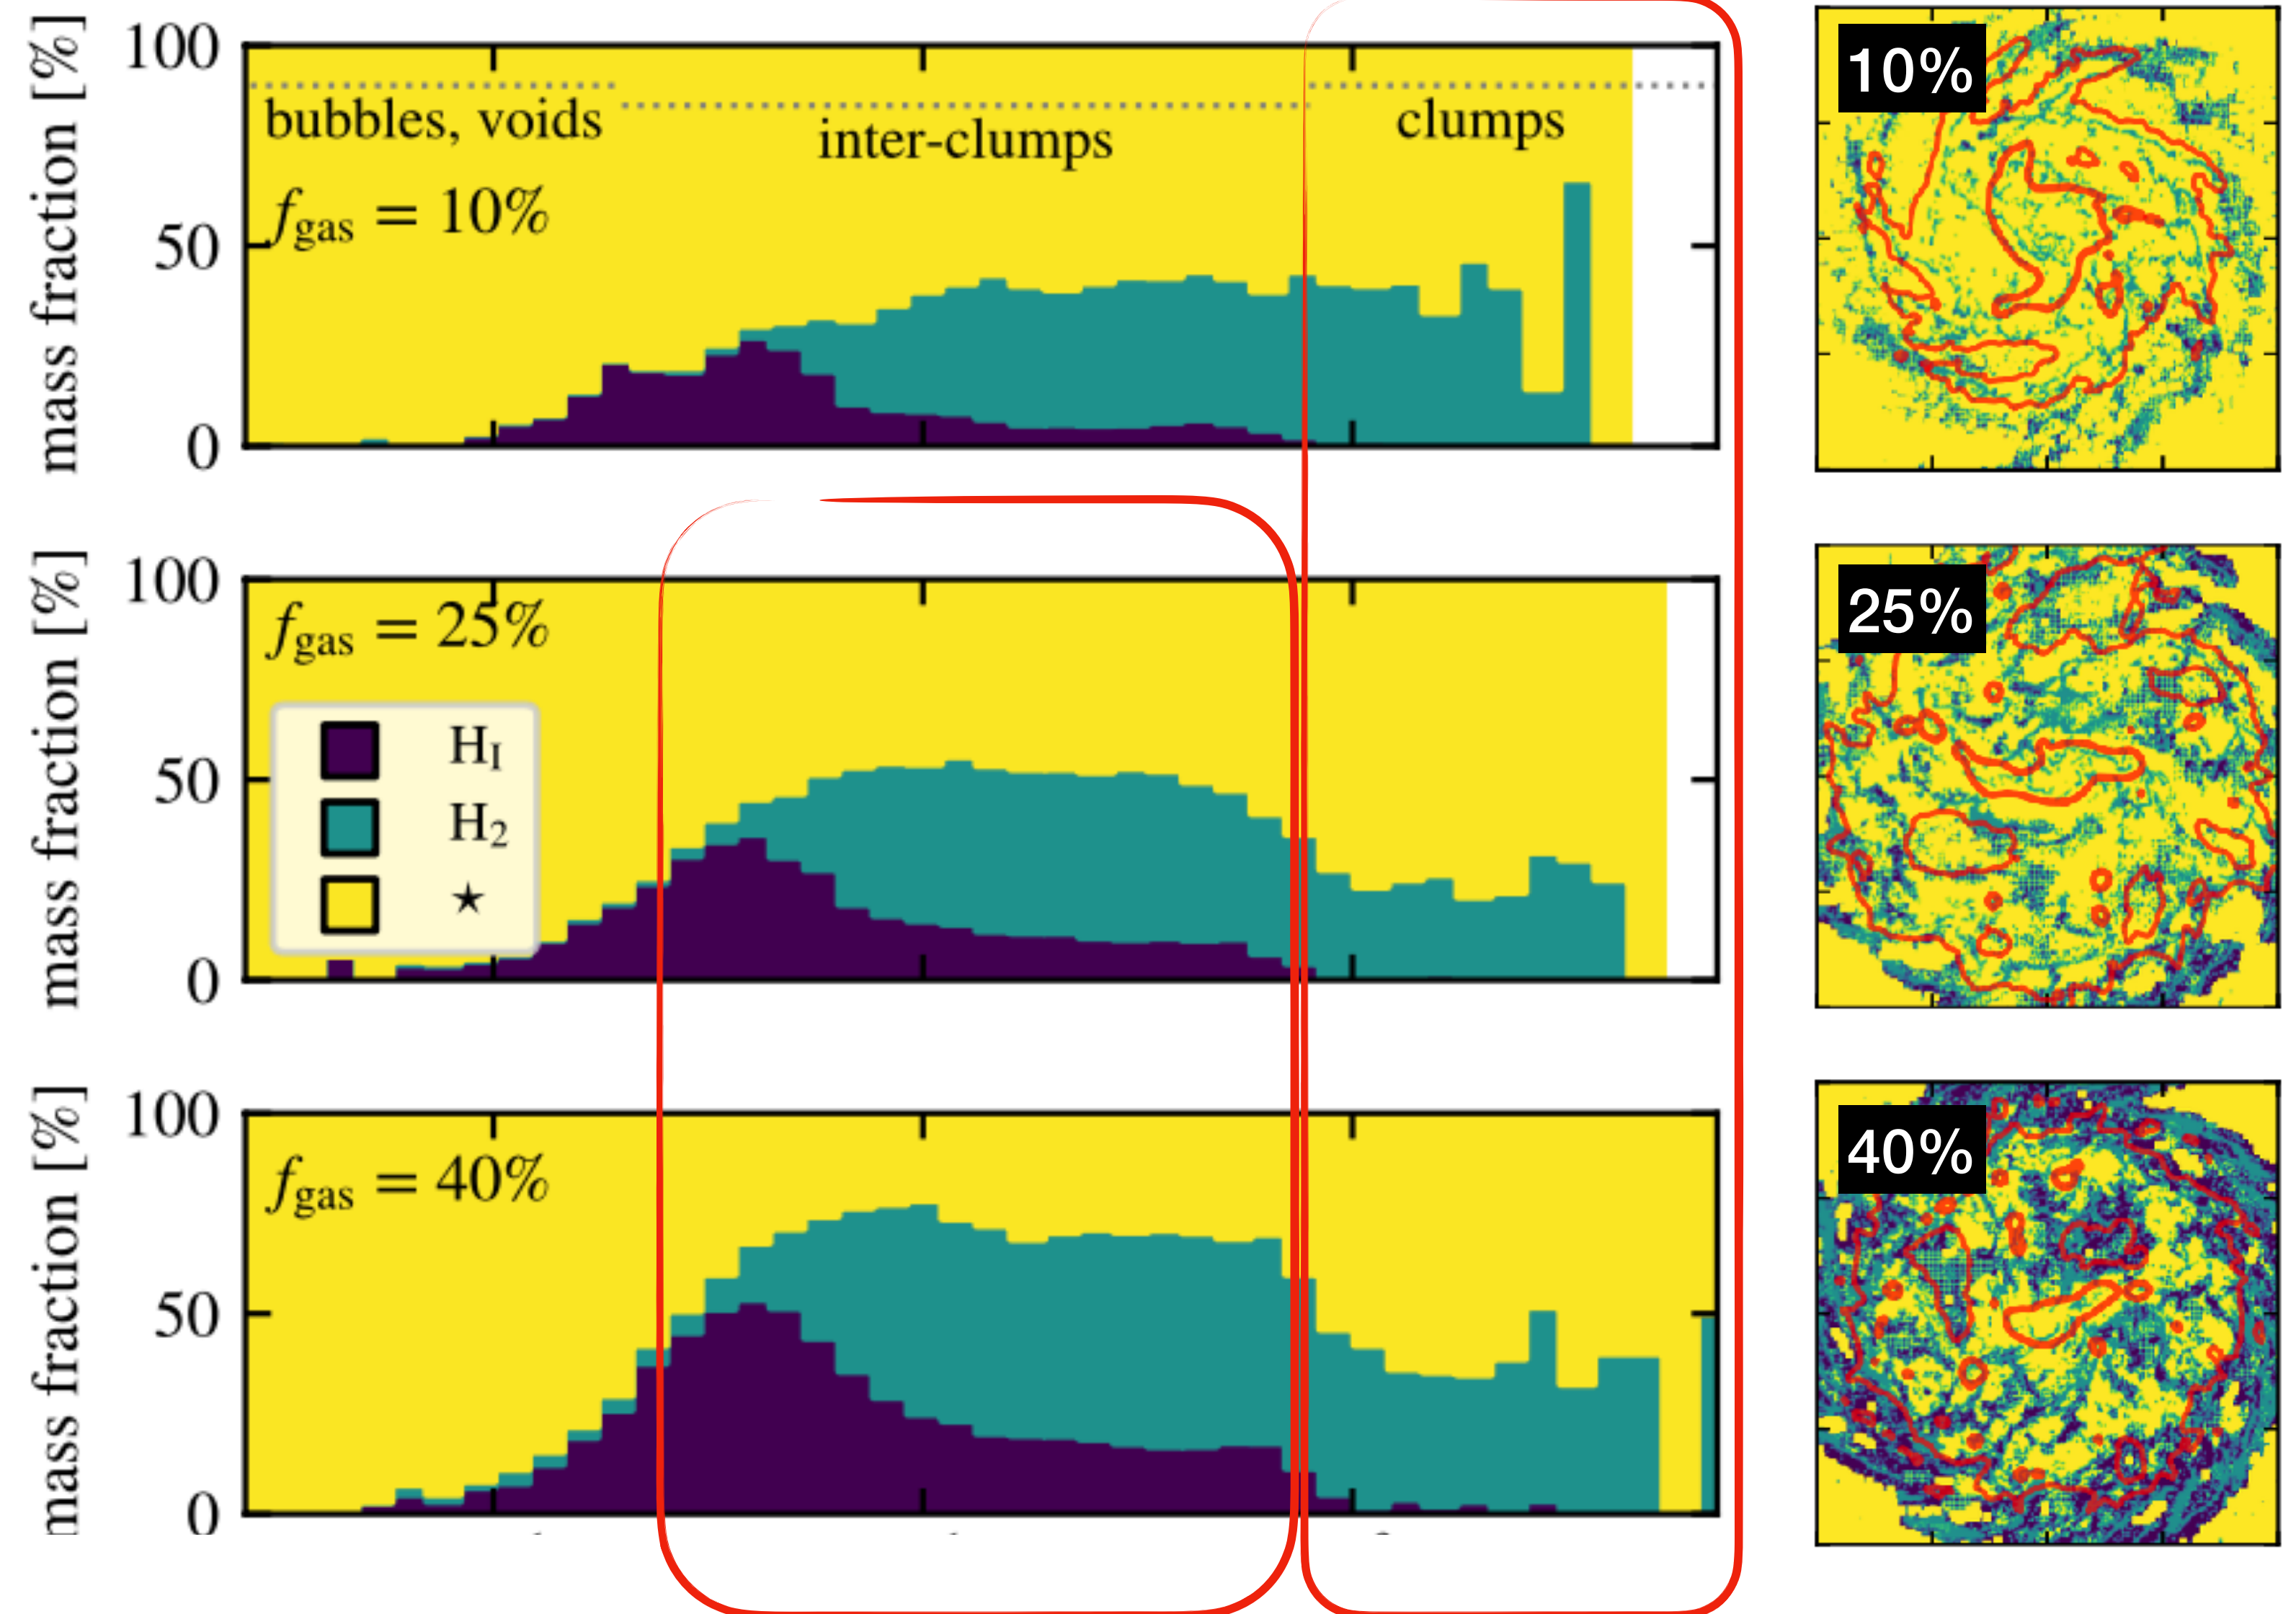 mass fraction [%]
100
50
0
bubbles, voids
inter-clumps
clumps
f_gas = 10%
10%
mass fraction [%]
100
50
0
f_gas = 25%
H_I
H_2
★
25%
mass fraction [%]
100
50
0
f_gas = 40%
40%